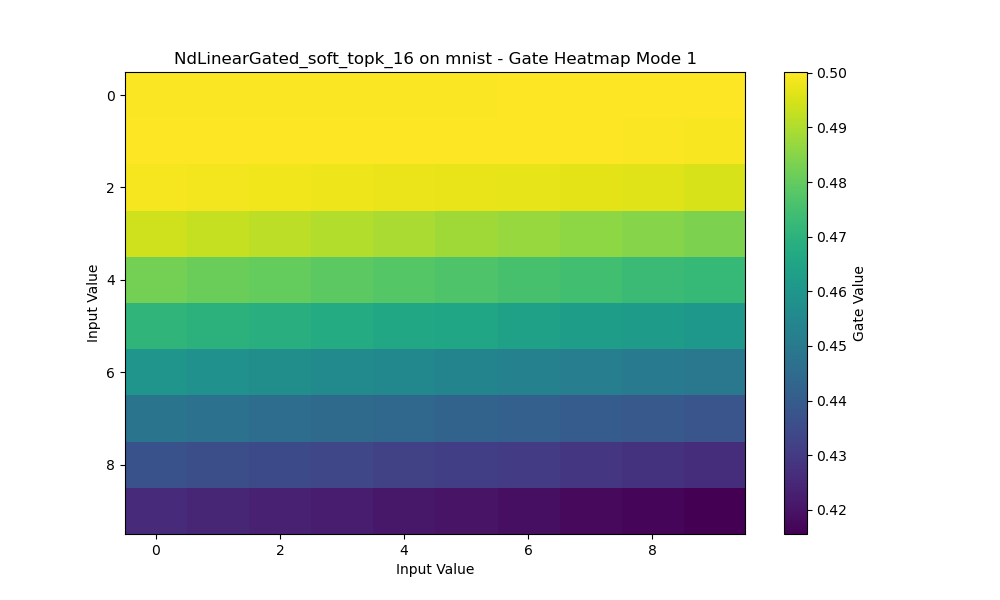 NdLinearGated_soft_topk_16 on mnist - Gate Heatmap Mode 1
Input Value
0
2
4
6
8
0 2 4 6 8
Input Value
0.50
0.49
0.48
0.47
0.46
0.45
0.44
0.43
0.42
Gate Value